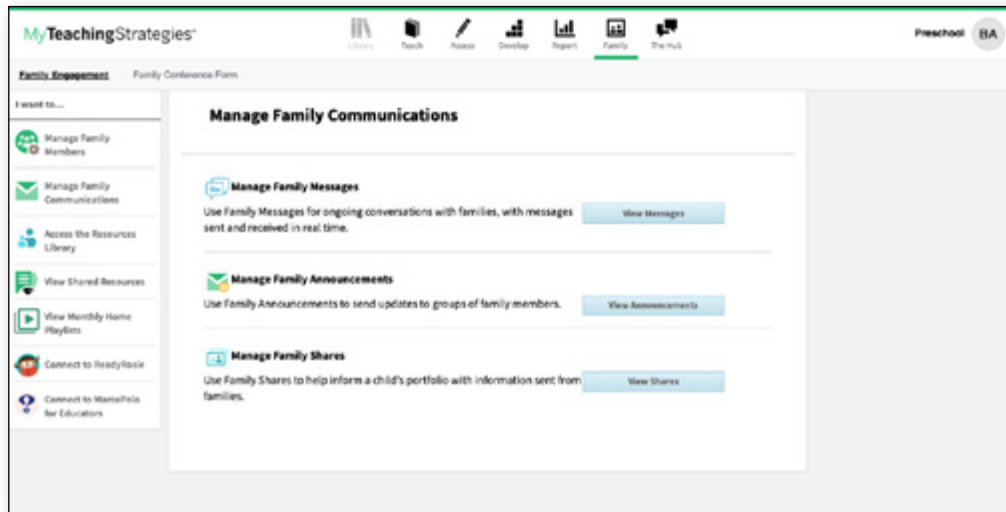 MyTeachingStrategies
Library
Teach
Assess
Develop
Report
Family
The Hub
Preschool
BA
Family Engagement
Family Conference Form
I want to...
Manage Family
Members
Manage Family
Communications
Access the Resources
Library
View Shared Resources
View Monthly Home
Playlists
Connect to ReadyRosie
Connect to MarcoPolo
for Educators
Manage Family Communications
Manage Family Messages
Use Family Messages for ongoing conversations with families, with messages
sent and received in real time.
View Messages
Manage Family Announcements
Use Family Announcements to send updates to groups of family members.
View Announcements
Manage Family Shares
Use Family Shares to help inform a child's portfolio with information sent from
families.
View Shares